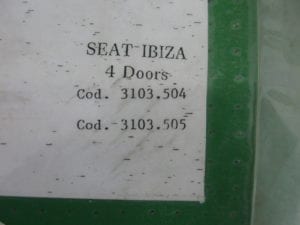 SEAT IBIZA
4 Doors
Cod. 3103.504
Cod. 3103.505